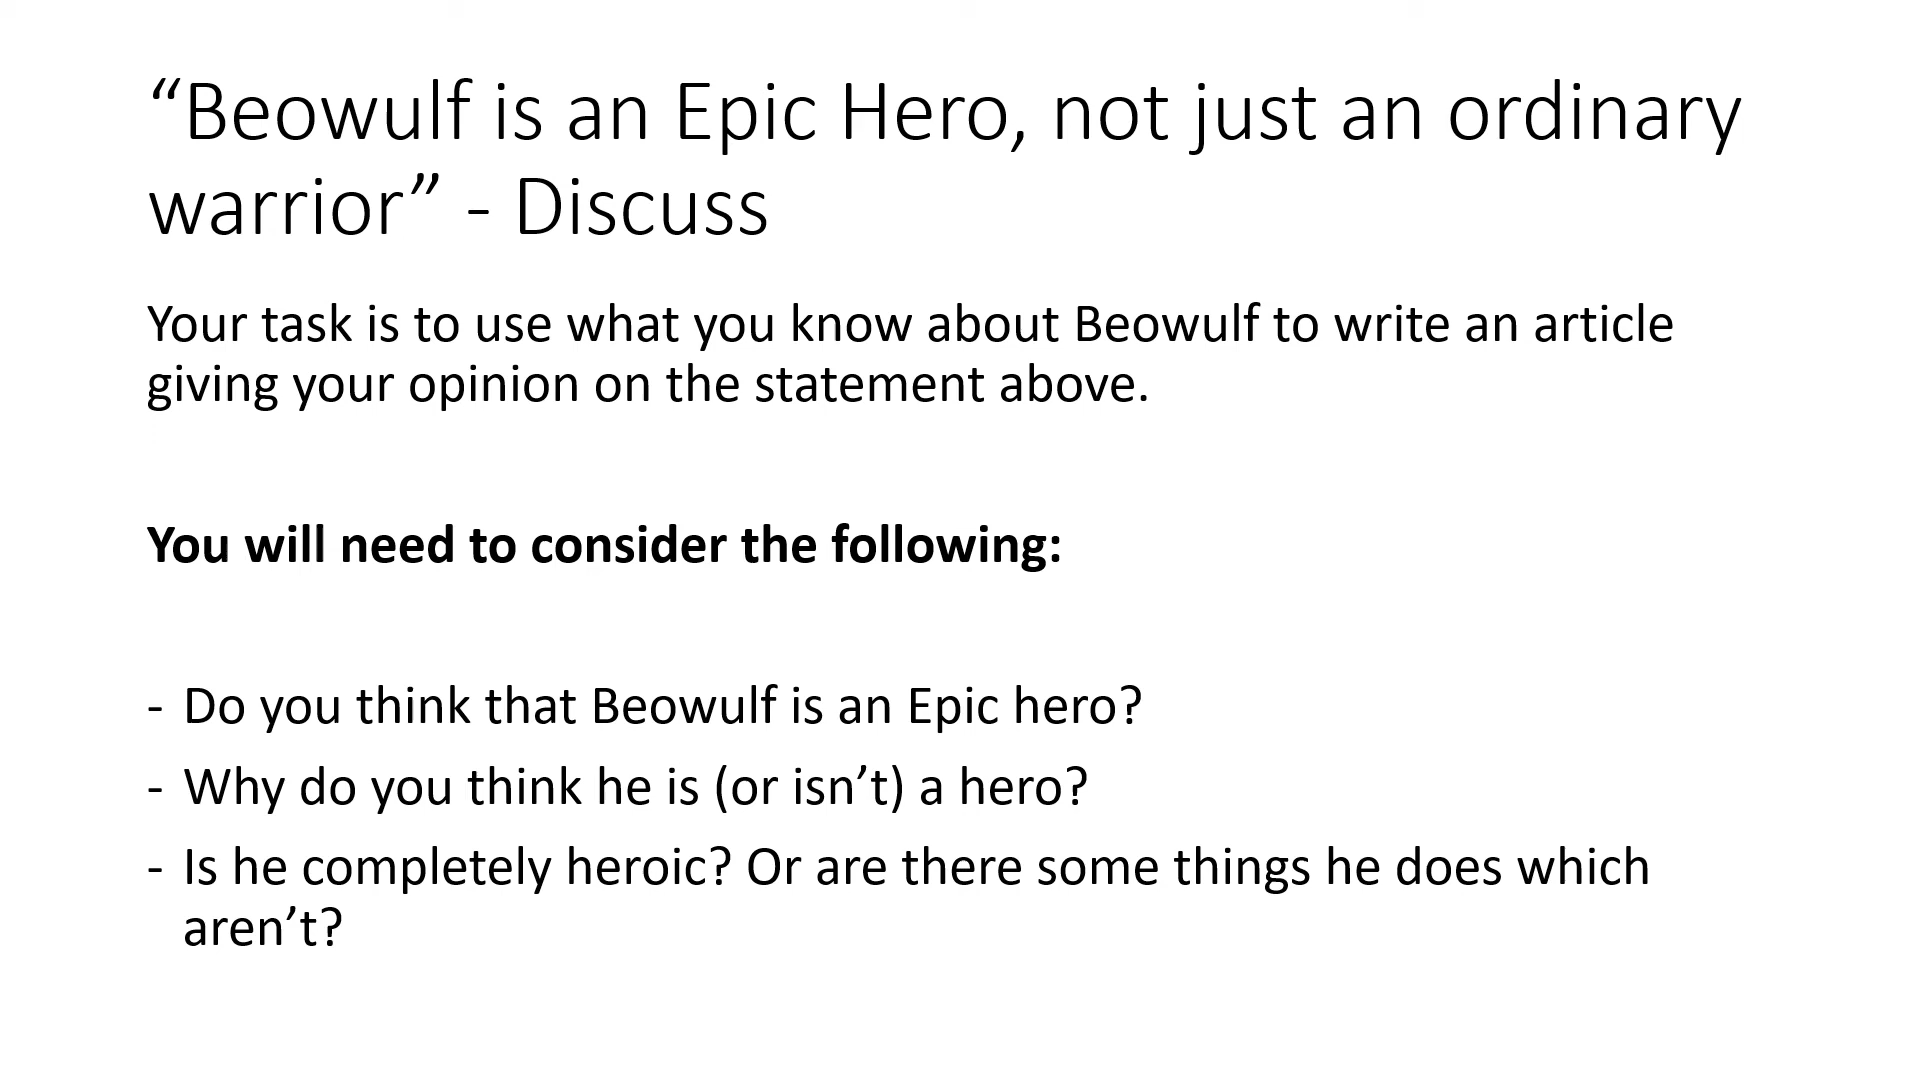 “Beowulf is an Epic Hero, not just an ordinary
warrior” - Discuss
Your task is to use what you know about Beowulf to write an article
giving your opinion on the statement above.
You will need to consider the following:
- Do you think that Beowulf is an Epic hero?
- Why do you think he is (or isn’t) a hero?
- Is he completely heroic? Or are there some things he does which
aren’t?